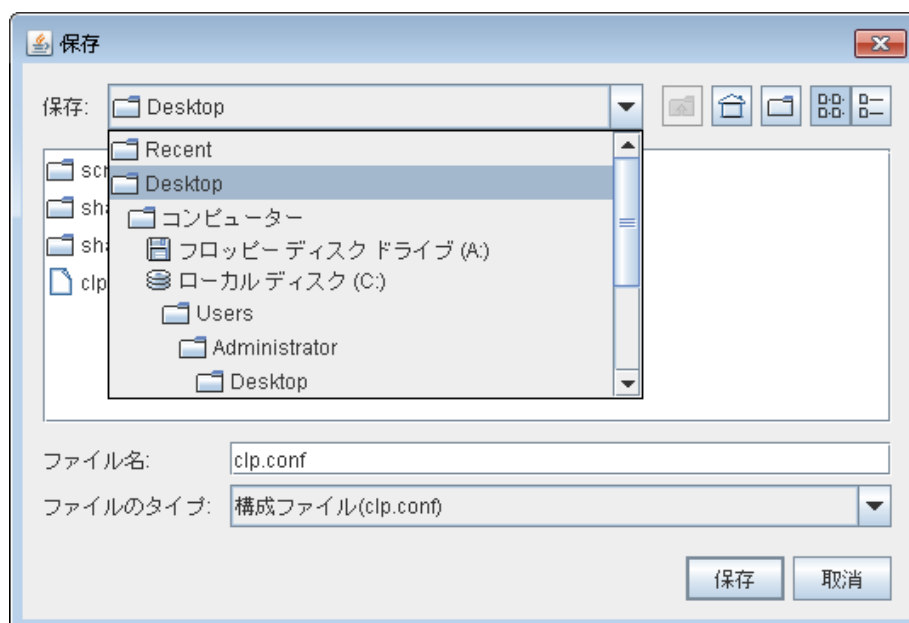 保存
保存: Desktop
Recent
Desktop
コンピューター
フロッピー ディスク ドライブ (A:)
ローカル ディスク (C:)
Users
Administrator
Desktop
ファイル名: clp.conf
ファイルのタイプ: 構成ファイル(clp.conf)
保存 取消